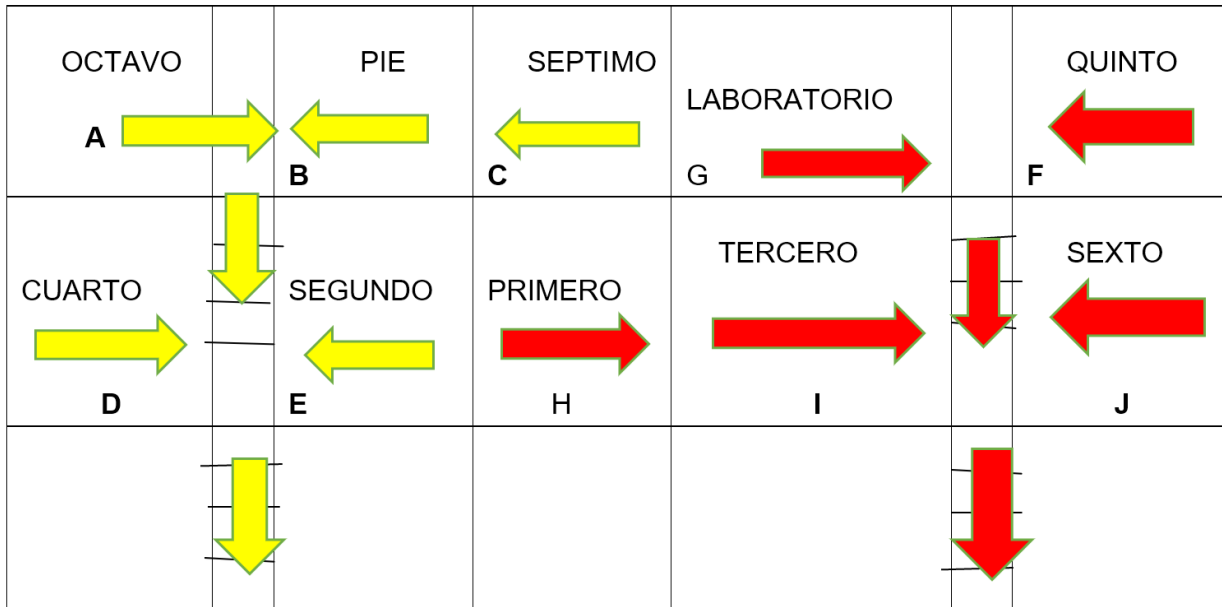 OCTAVO
A
PIE
B
SEPTIMO
C
LABORATORIO
G
QUINTO
F
CUARTO
D
SEGUNDO
E
PRIMERO
H
TERCERO
I
SEXTO
J